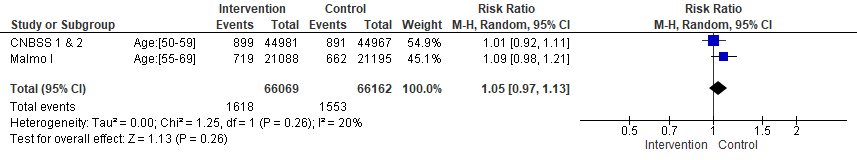 Intervention Control Risk Ratio Risk Ratio
Study or Subgroup Events Total Events Total Weight M-H, Random, 95% CI M-H, Random, 95% CI
CNBSS 1 & 2 Age:[50-59] 899 44981 891 44967 54.9% 1.01 [0.92, 1.11]
Malmo I Age:[55-69] 719 21088 662 21195 45.1% 1.09 [0.98, 1.21]
Total (95% CI) 66069 66162 100.0% 1.05 [0.97, 1.13]
Total events 1618 1553
Heterogeneity: Tau² = 0.00; Chi² = 1.25, df = 1 (P = 0.26); I² = 20%
Test for overall effect: Z = 1.13 (P = 0.26)
0.5 0.7 1 1.5 2
Intervention Control